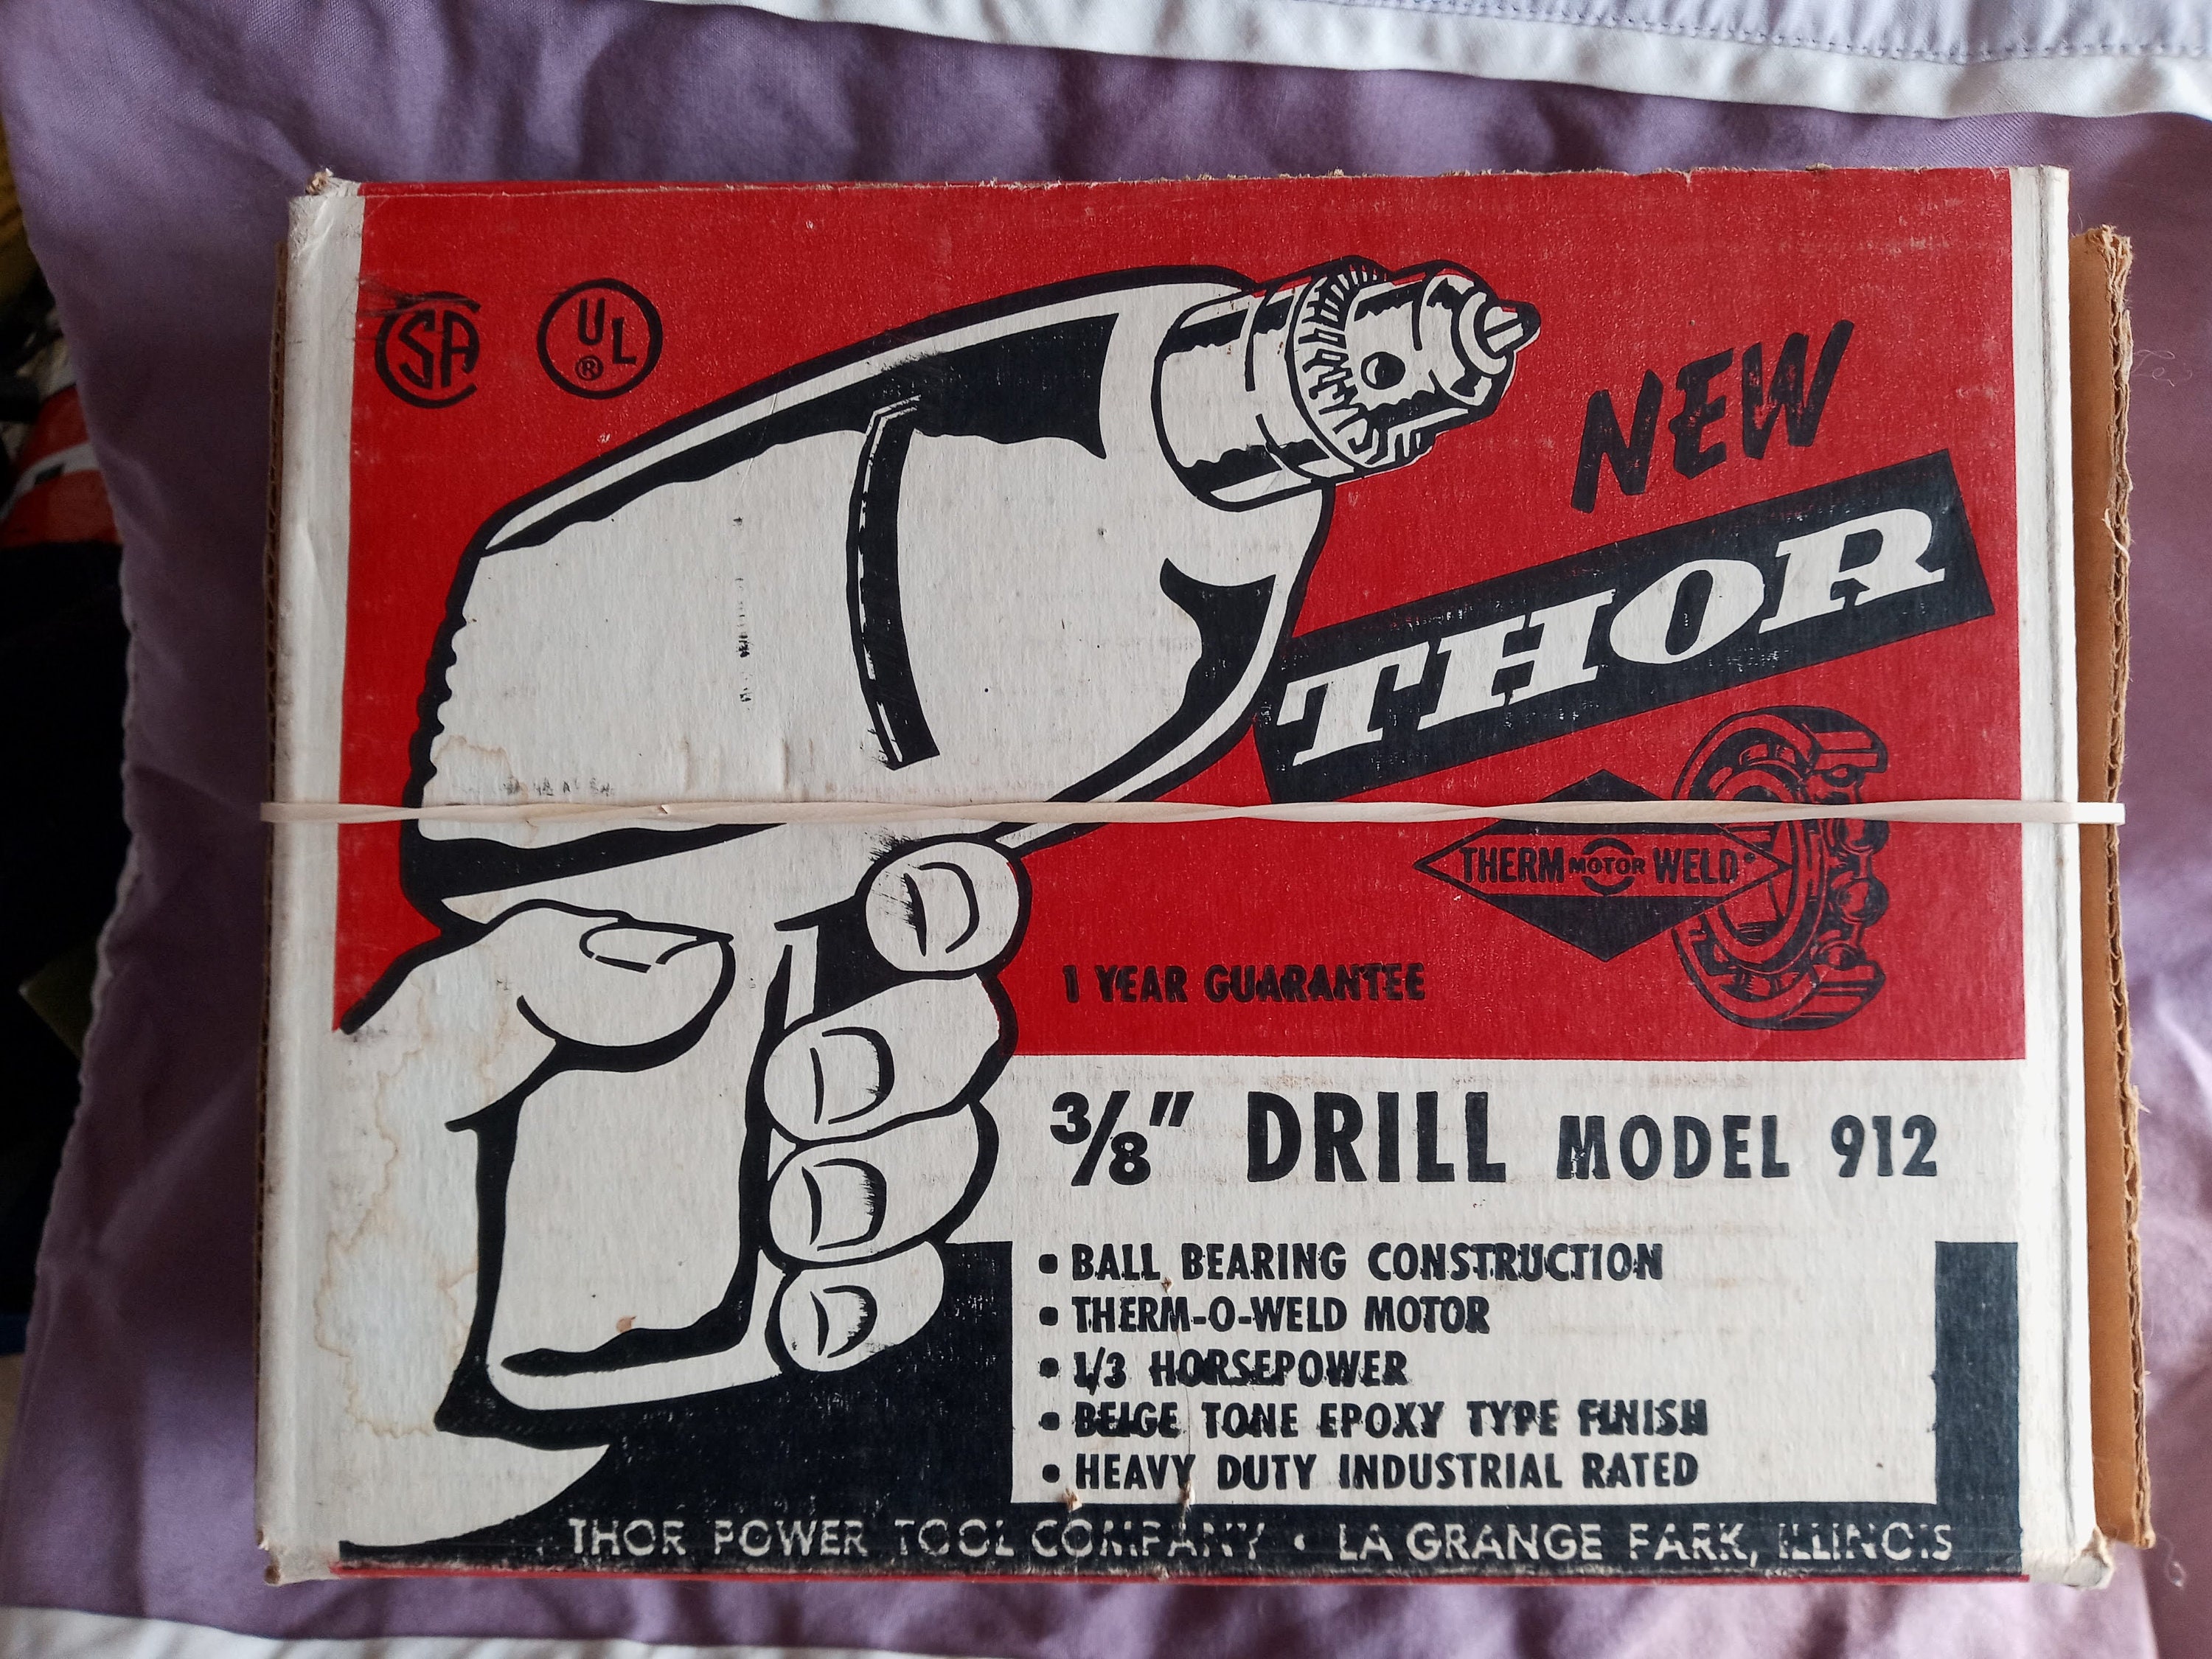 CSA
UL
®
NEW
THOR
THERM MOTOR WELD
1 YEAR GUARANTEE
3/8" DRILL MODEL 912
• BALL BEARING CONSTRUCTION
• THERM-O-WELD MOTOR
• 1/3 HORSEPOWER
• BEIGE TONE EPOXY TYPE FINISH
• HEAVY DUTY INDUSTRIAL RATED
THOR POWER TOOL COMPANY • LA GRANGE PARK, ILLINOIS